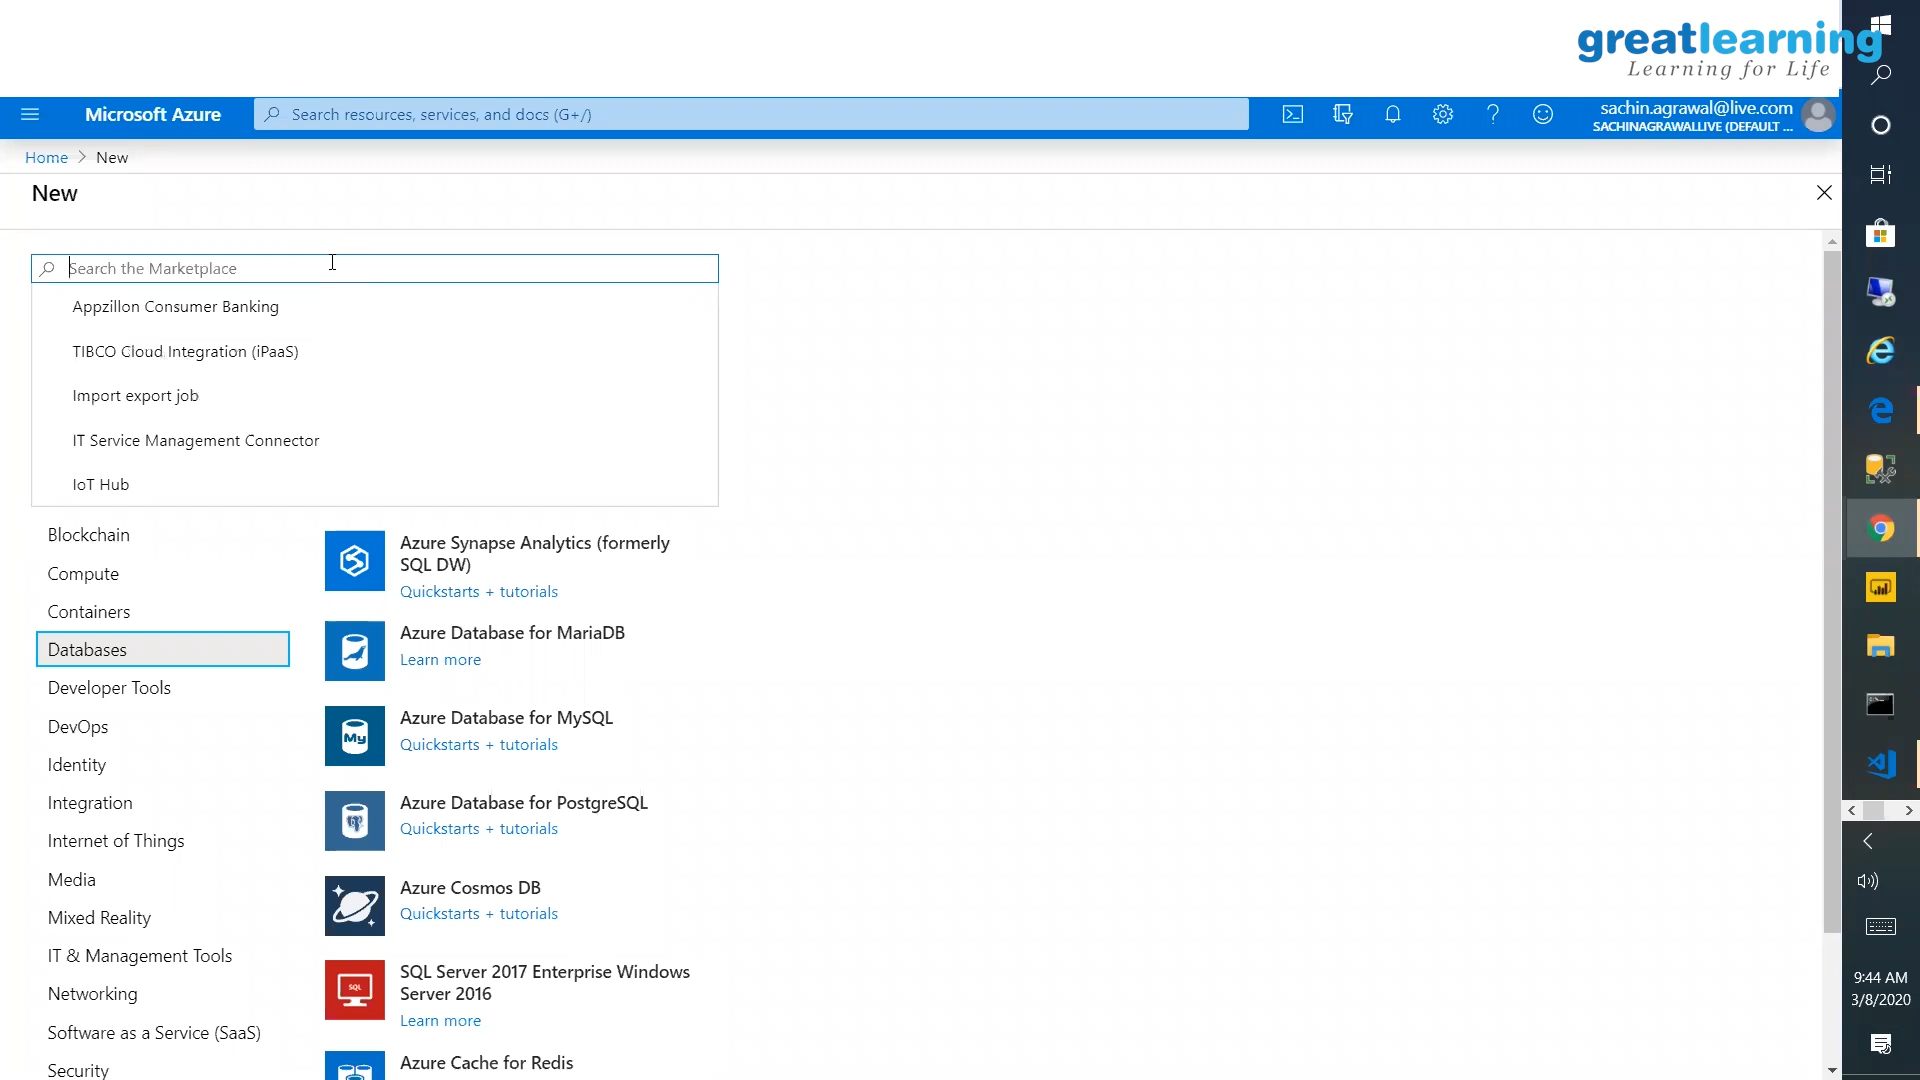 greatlearning
Learning for Life
Microsoft Azure
Search resources, services, and docs (G+/)
sachin.agrawal@live.com
SACHINAGRAWALLIVE (DEFAULT ...
Home > New
New
Search the Marketplace
Appzillon Consumer Banking
TIBCO Cloud Integration (iPaaS)
Import export job
IT Service Management Connector
IoT Hub
Blockchain
Compute
Containers
Databases
Developer Tools
DevOps
Identity
Integration
Internet of Things
Media
Mixed Reality
IT & Management Tools
Networking
Software as a Service (SaaS)
Security
Azure Synapse Analytics (formerly
SQL DW)
Quickstarts + tutorials
Azure Database for MariaDB
Learn more
My
Azure Database for MySQL
Quickstarts + tutorials
Azure Database for PostgreSQL
Quickstarts + tutorials
Azure Cosmos DB
Quickstarts + tutorials
SQL
SQL Server 2017 Enterprise Windows
Server 2016
Learn more
Azure Cache for Redis
9:44 AM
3/8/2020